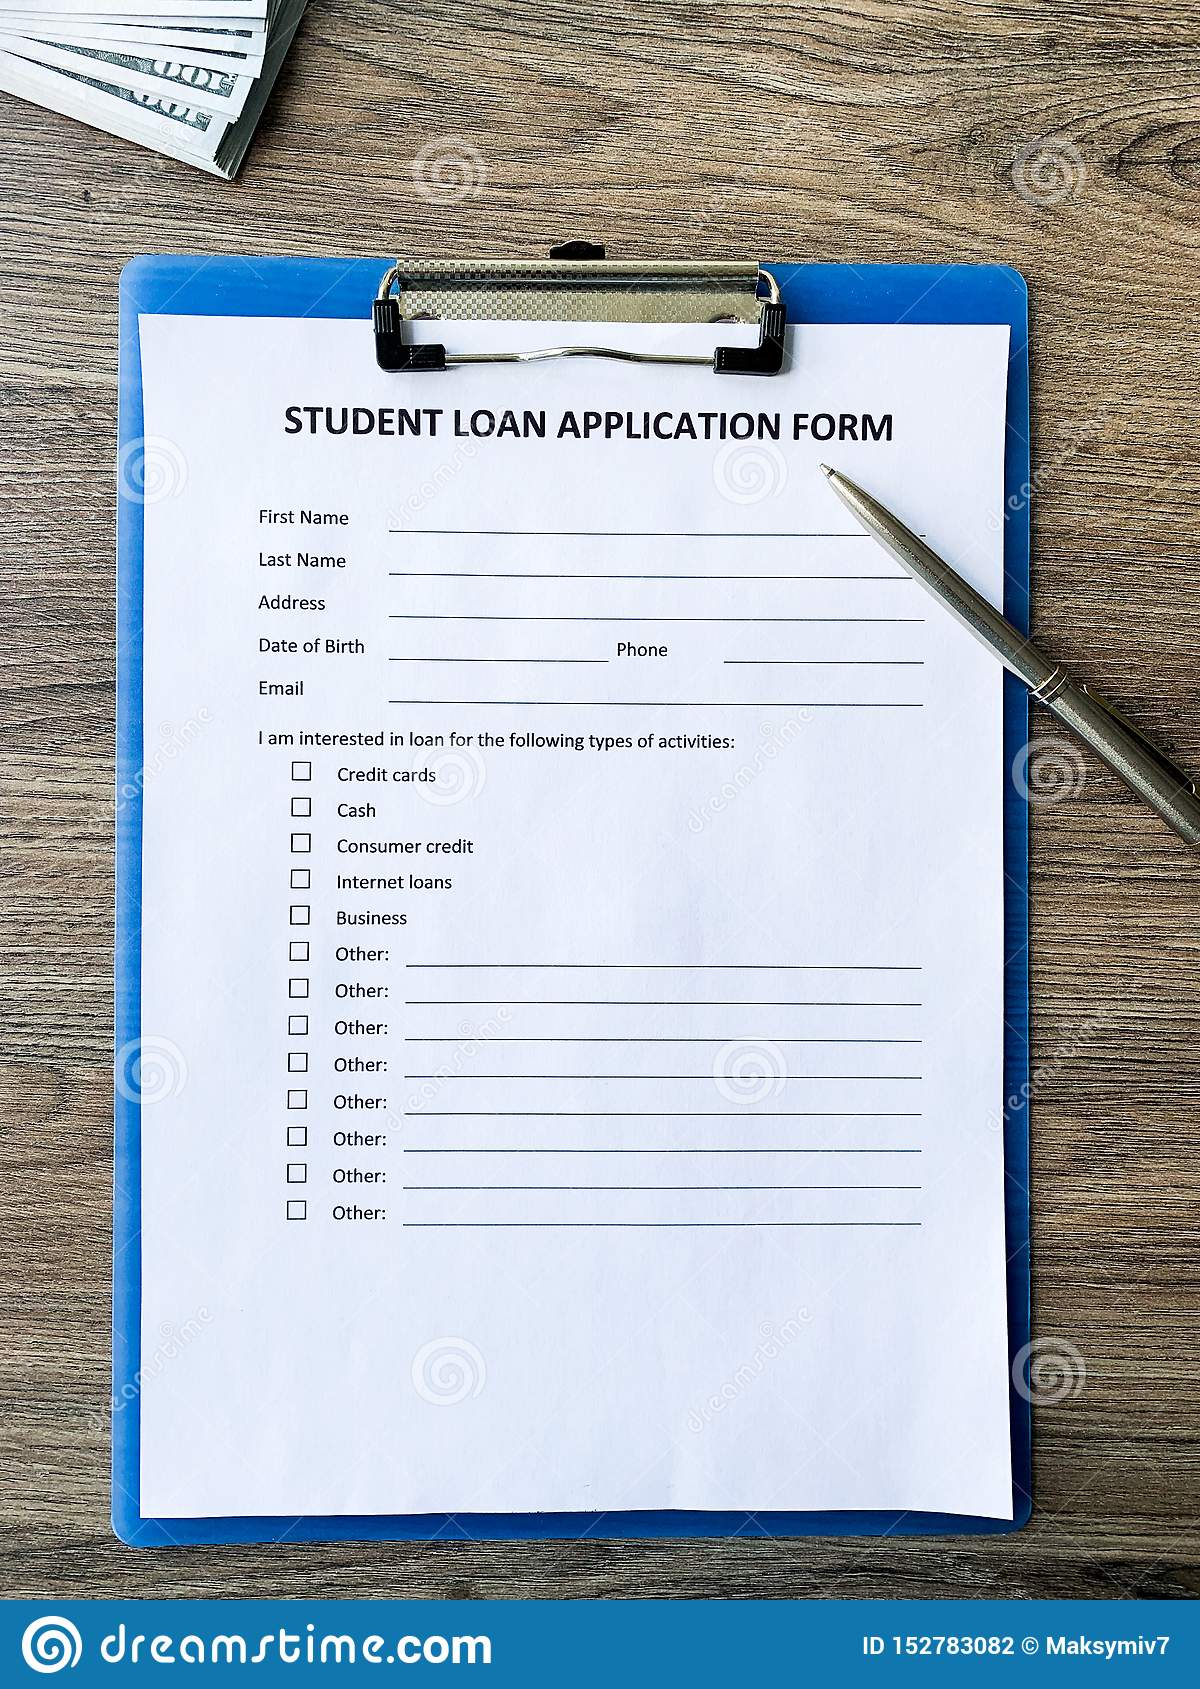 100
100
STUDENT LOAN APPLICATION FORM
First Name
Last Name
Address
Date of Birth Phone
Email
I am interested in loan for the following types of activities:
Credit cards
Cash
Consumer credit
Internet loans
Business
Other:
Other:
Other:
Other:
Other:
Other:
Other:
Other:
dreamstime.com
ID 152783082 © Maksymiv7